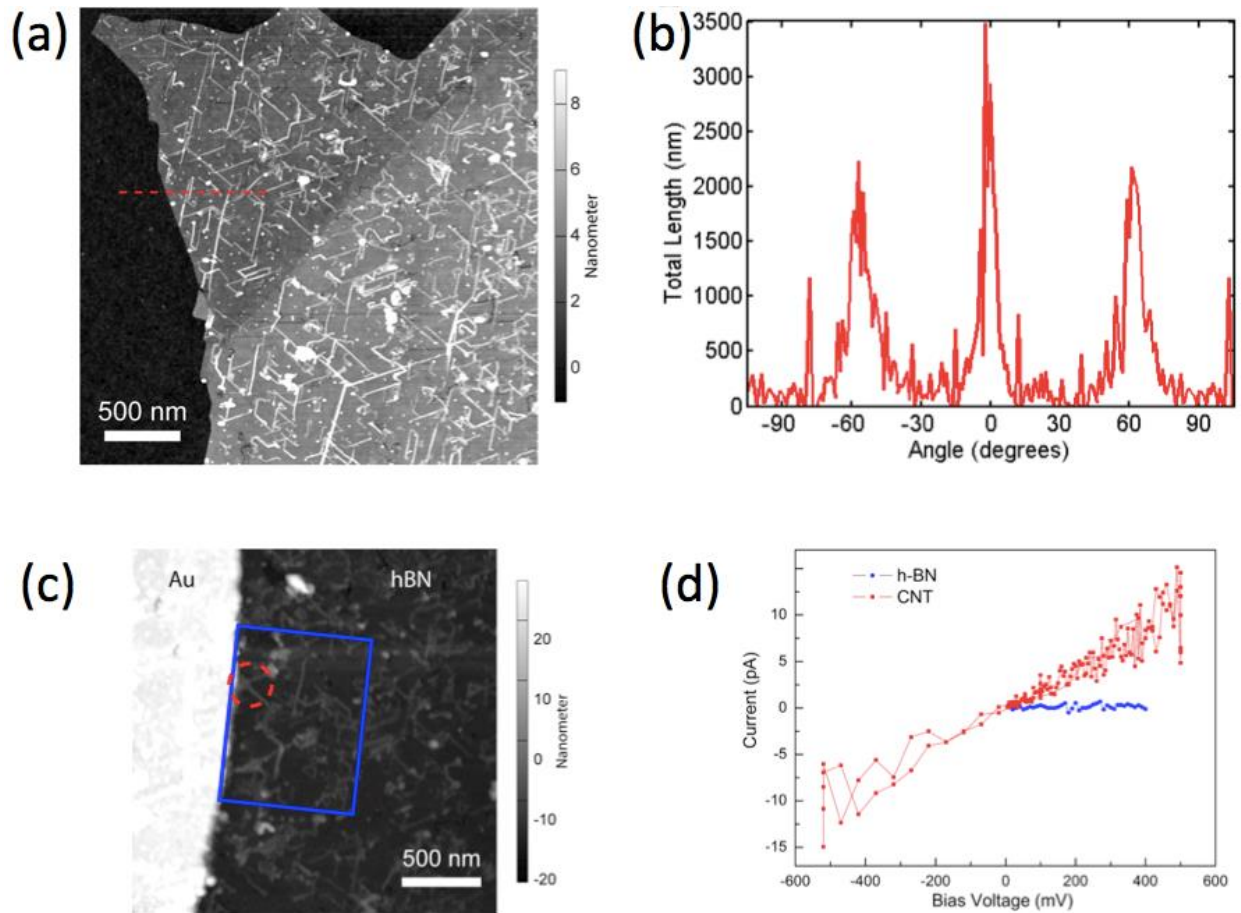 (a)
8
6
4
2
0
Nanometer
500 nm
(b)
3500
3000
2500
2000
1500
1000
500
0
Total Length (nm)
-90 -60 -30 0 30 60 90
Angle (degrees)
(c)
Au hBN
20
10
0
-10
-20
Nanometer
500 nm
(d)
h-BN
CNT
10
5
0
-5
-10
-15
Current (pA)
-600 -400 -200 0 200 400 600
Bias Voltage (mV)